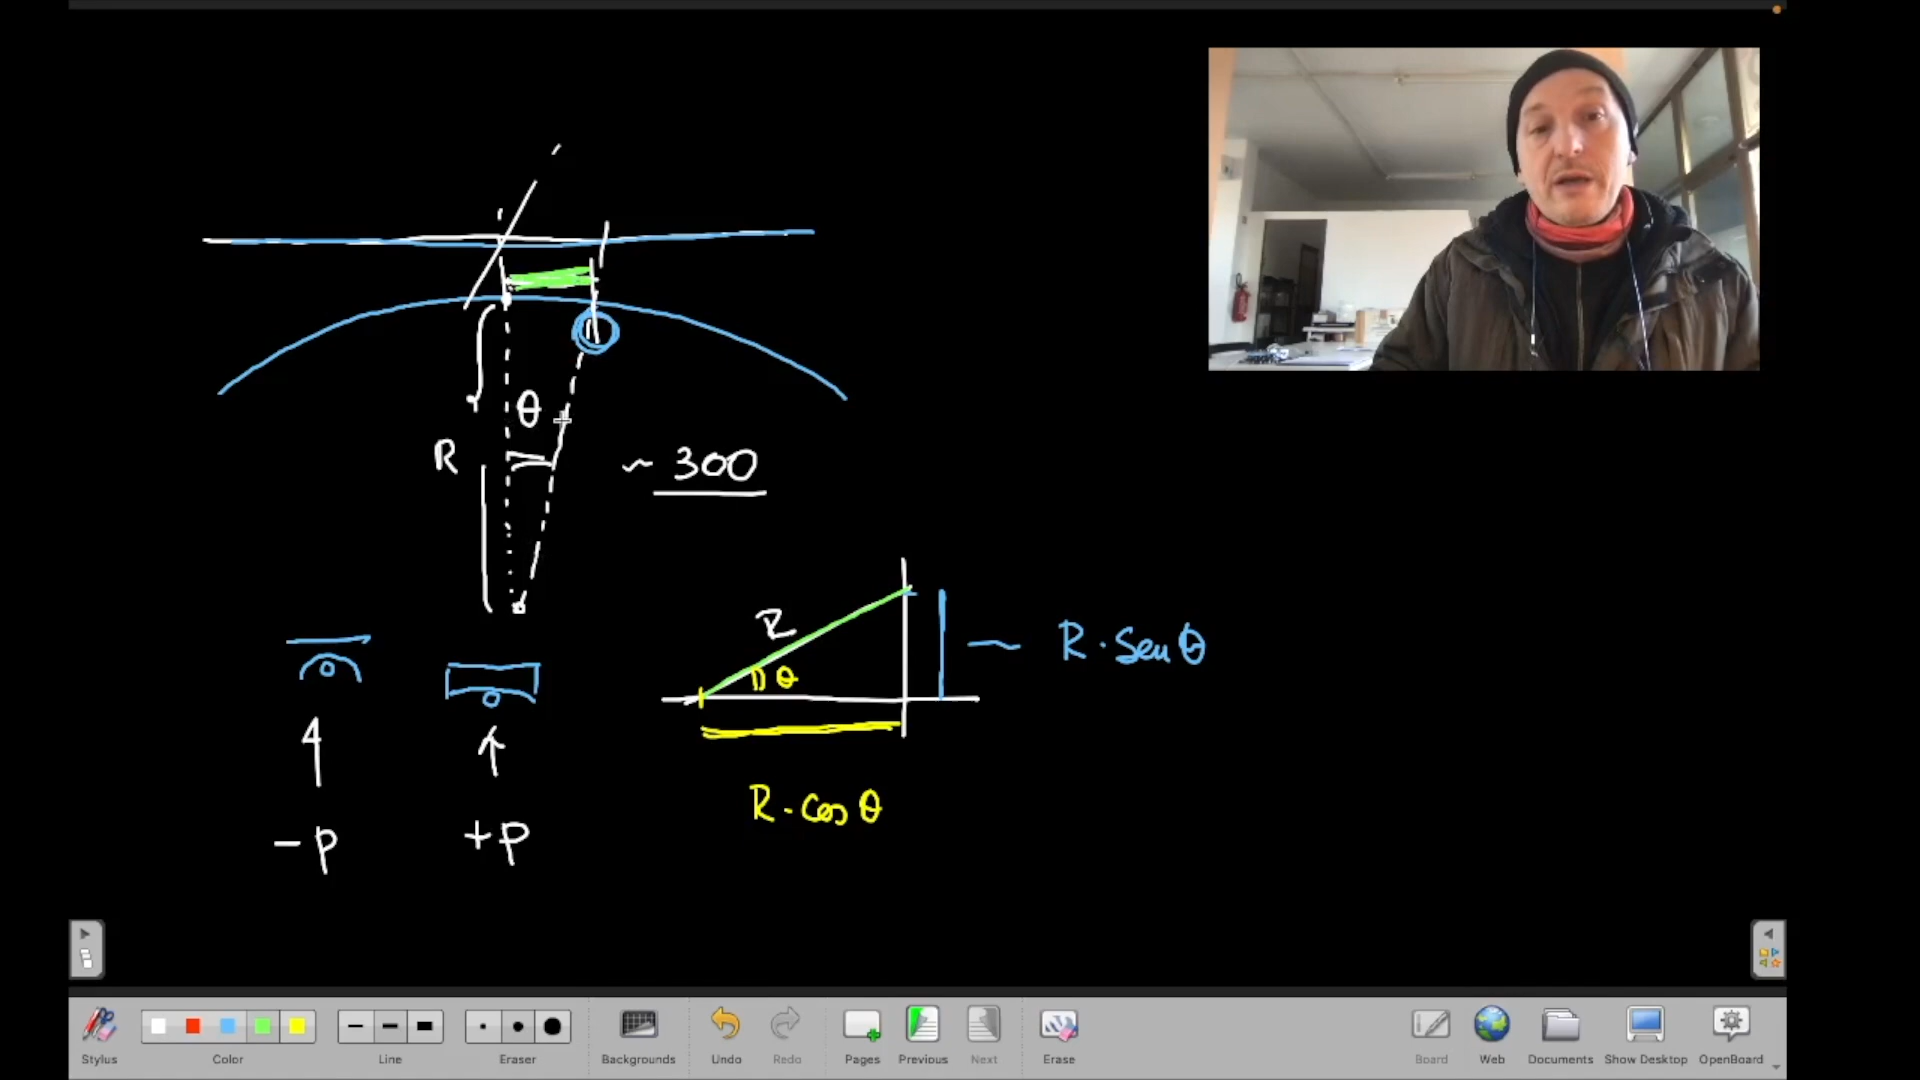 θ
R
~ 300
R
θ
~ R · Sen θ
R · Cos θ
- P
+ P
Stylus
Color
Line
Eraser
Backgrounds
Undo
Redo
Pages
Previous
Next
Erase
Board
Web
Documents
Show Desktop
OpenBoard